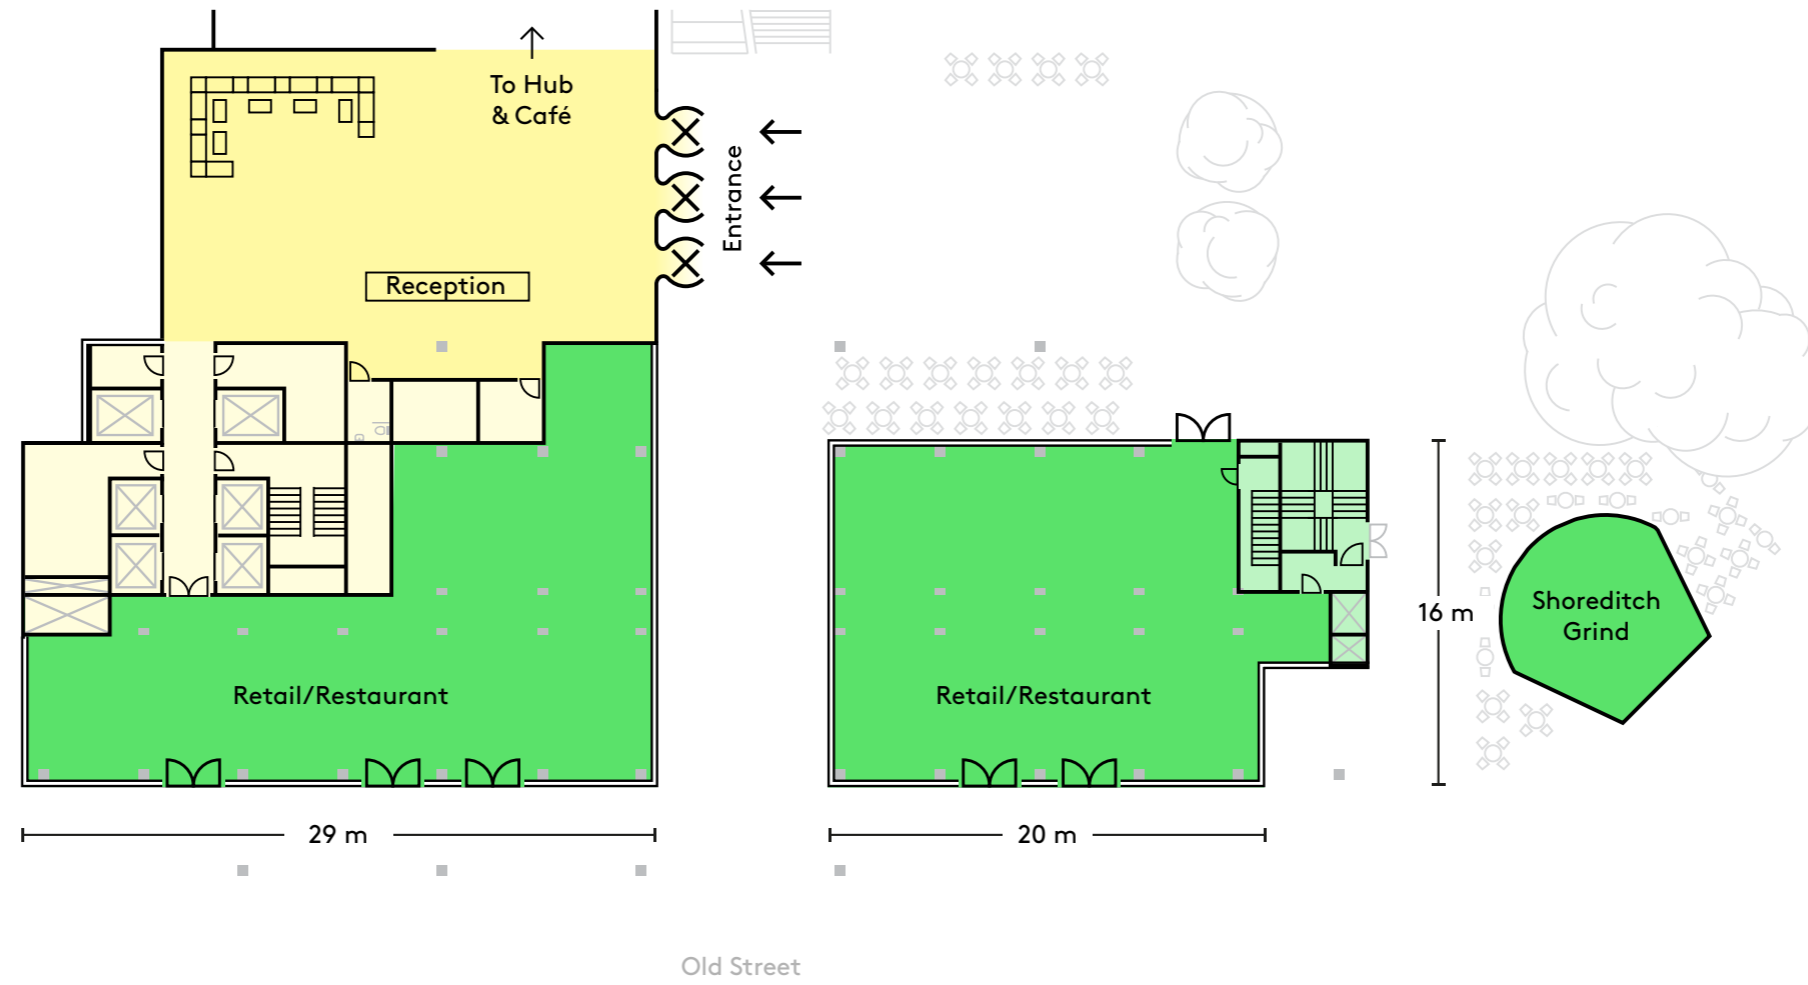 To Hub
& Café
Entrance
Reception
Retail/Restaurant
Retail/Restaurant
Shoreditch
Grind
16 m
29 m
20 m
Old Street